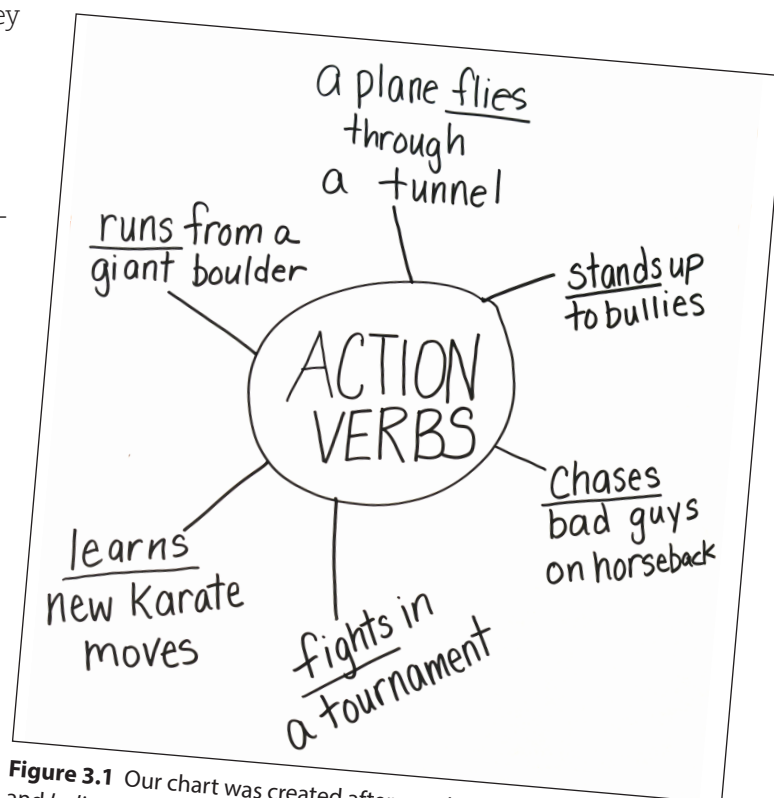 ey
a plane flies
through
a tunnel
runs from a
giant boulder
stands up
to bullies
ACTION
VERBS
Chases
bad guys
on horseback
learns
new Karate
moves
fights in
a tournament
Figure 3.1 Our chart was created after
and